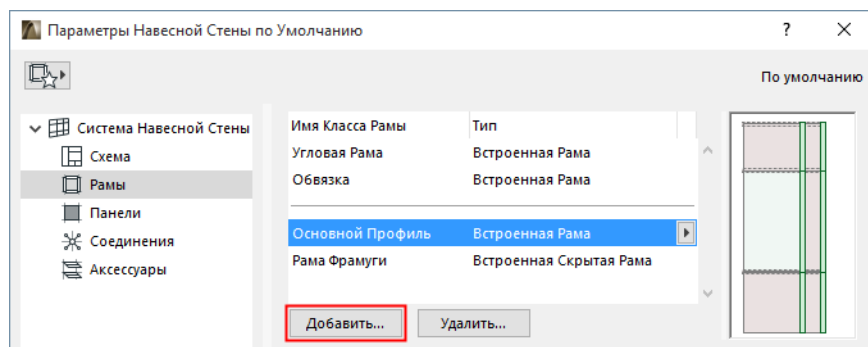 Параметры Навесной Стены по Умолчанию ?
По умолчанию
Система Навесной Стены
Схема
Рамы
Панели
Соединения
Аксессуары
Имя Класса Рамы Тип
Угловая Рама Встроенная Рама
Обвязка Встроенная Рама
Основной Профиль Встроенная Рама
Рама Фрамуги Встроенная Скрытая Рама
Добавить... Удалить...